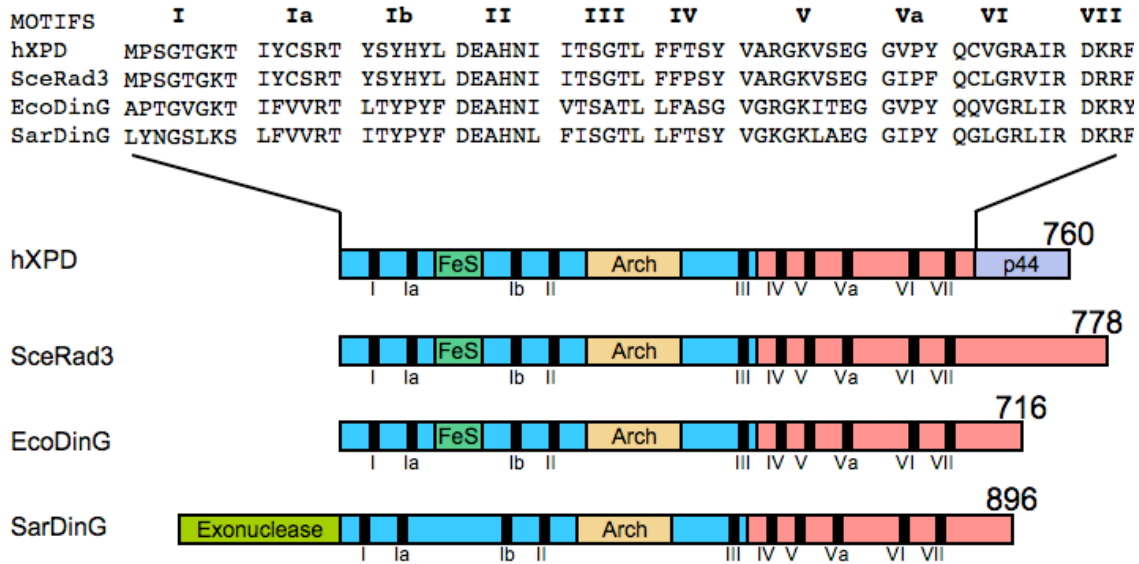 MOTIFS I Ia Ib II III IV V Va VI VII
hXPD MPSGTGKT IYCSRT YSYHYL DEAHNI ITSGTL FFTSY VARGKVSEG GVPY QCVGRAIR DKRF
SceRad3 MPSGTGKT IYCSRT YSYHYL DEAHNI ITSGTL FFPSY VARGKVSEG GIPF QCLGRVIR DRRF
EcoDinG APTGVGKT IFVVRT LTYPYF DEAHNI VTSATL LFASG VGRGKITEG GVPY QQVGRLIR DKRY
SarDinG LYNGSLKS LFVVRT ITYPYF DEAHNL FISGTL LFTSY VGKGKLAEG GIPY QGLGRLIR DKRF
760
hXPD FeS Arch p44
I Ia Ib II III IV V Va VI VII
778
SceRad3 FeS Arch
I Ia Ib II III IV V Va VI VII
716
EcoDinG FeS Arch
I Ia Ib II III IV V Va VI VII
896
SarDinG Exonuclease Arch
I Ia Ib II III IV V Va VI VII